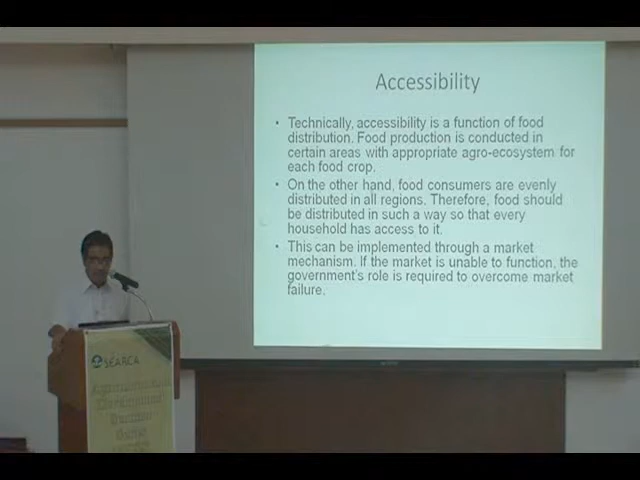 Accessibility
• Technically, accessibility is a function of food
distribution. Food production is conducted in
certain areas with appropriate agro-ecosystem for
each food crop.
• On the other hand, food consumers are evenly
distributed in all regions. Therefore, food should
be distributed in such a way so that every
household has access to it.
• This can be implemented through a market
mechanism. If the market is unable to function, the
government's role is required to overcome market
failure.
SEARCA